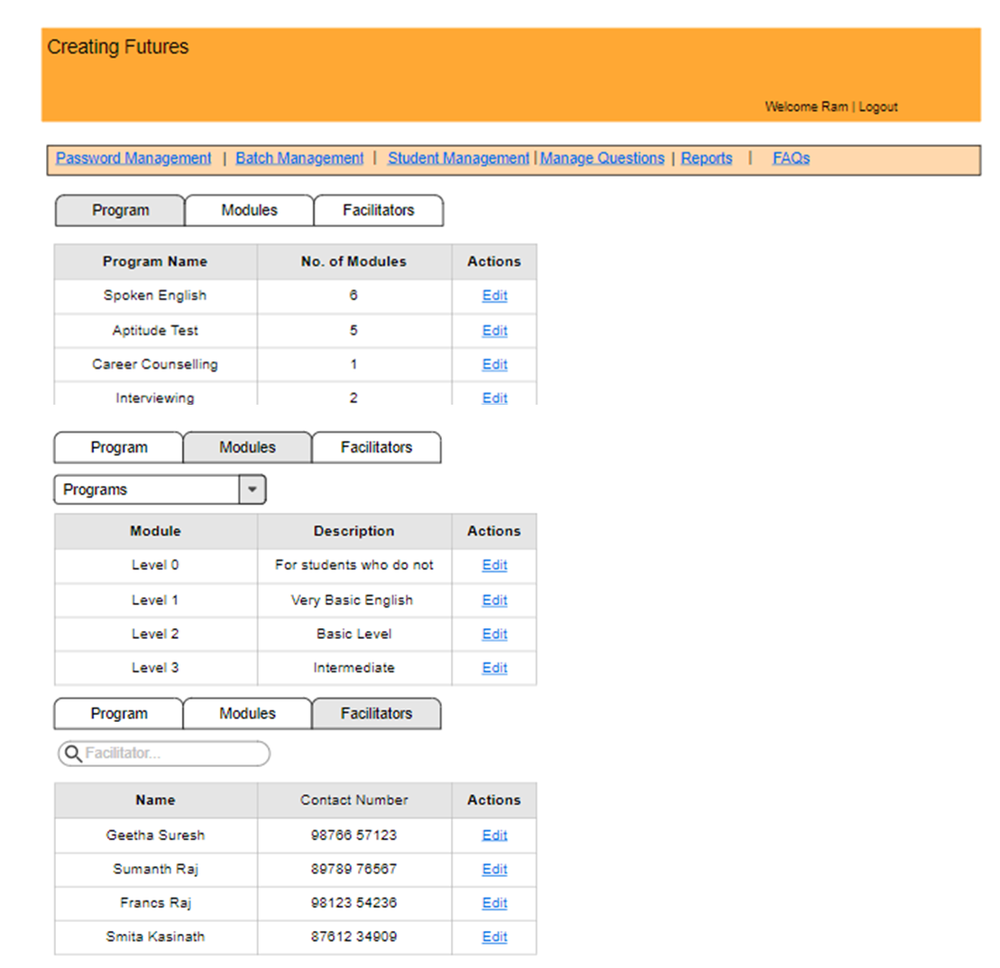 Creating Futures
Welcome Ram | Logout
Password Management | Batch Management | Student Management | Manage Questions | Reports | FAQs
Program Modules Facilitators
Program Name No. of Modules Actions
Spoken English 6 Edit
Aptitude Test 5 Edit
Career Counselling 1 Edit
Interviewing 2 Edit
Program Modules Facilitators
Programs
Module Description Actions
Level 0 For students who do not Edit
Level 1 Very Basic English Edit
Level 2 Basic Level Edit
Level 3 Intermediate Edit
Program Modules Facilitators
Facilitator...
Name Contact Number Actions
Geetha Suresh 98766 57123 Edit
Sumanth Raj 89789 76567 Edit
Francs Raj 98123 54236 Edit
Smita Kasinath 87612 34909 Edit